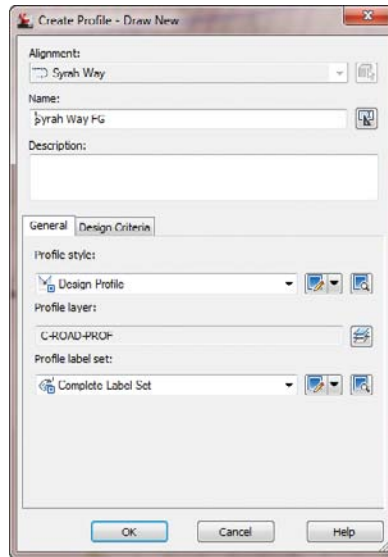 Create Profile - Draw New
Alignment:
Syrah Way
Name:
Syrah Way FG
Description:
General
Design Criteria
Profile style:
Design Profile
Profile layer:
C-ROAD-PROF
Profile label set:
Complete Label Set
OK
Cancel
Help